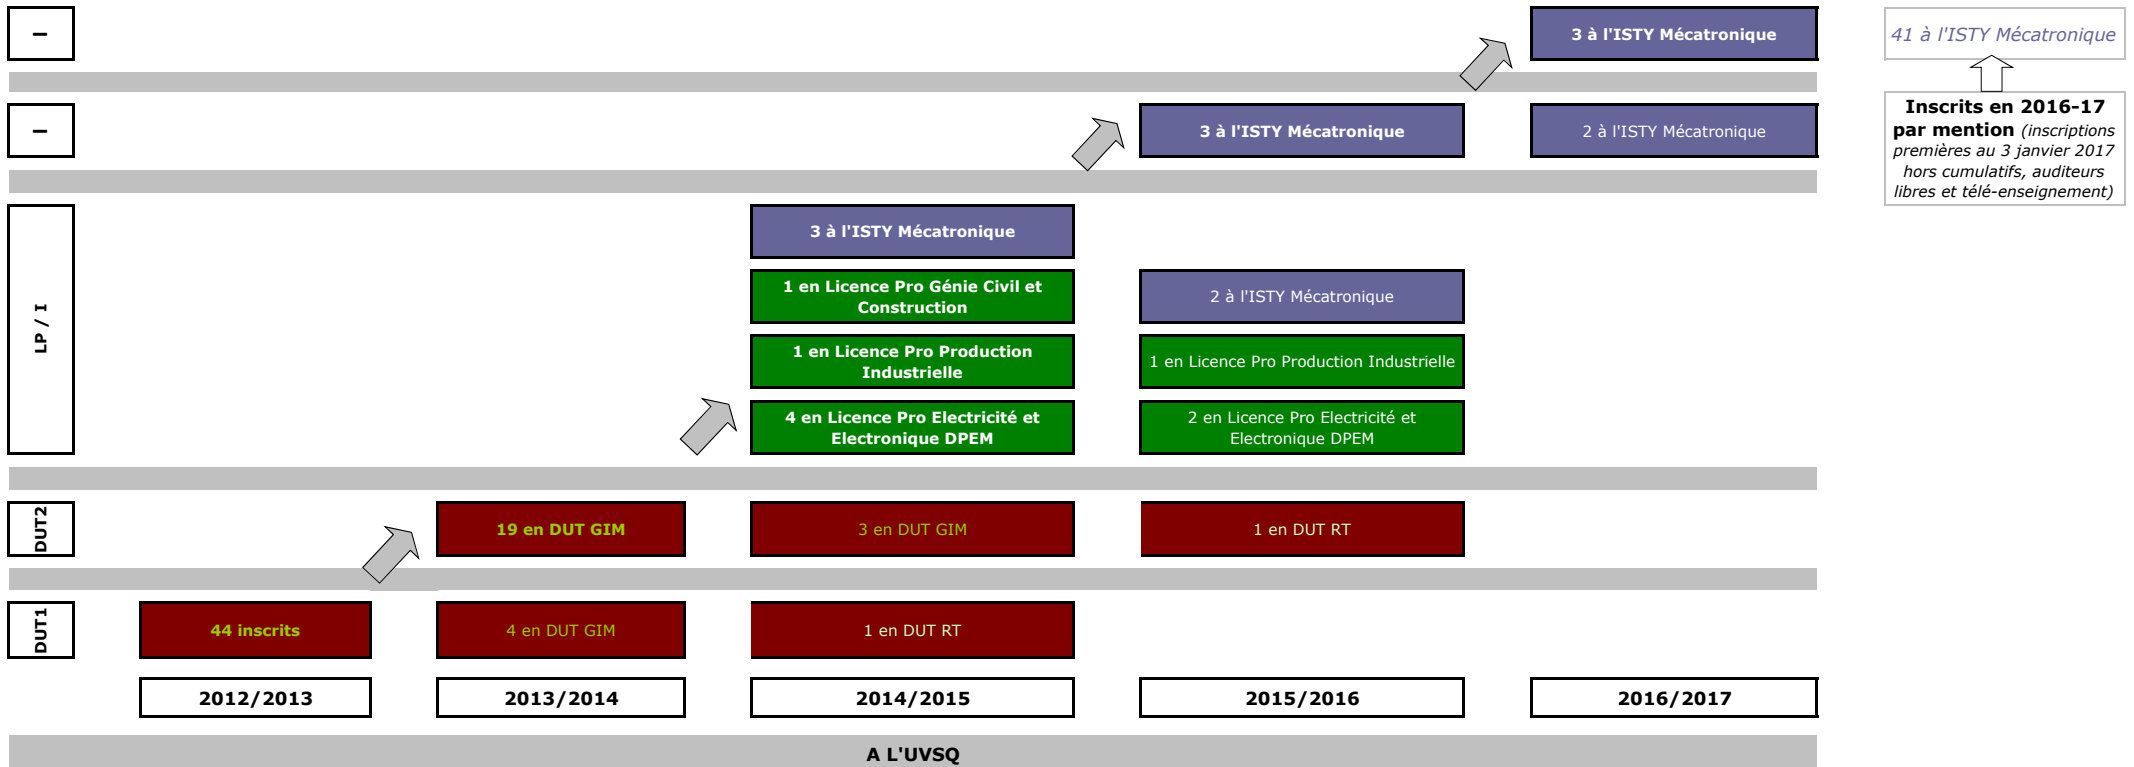 –
3 à l'ISTY Mécatronique
41 à l'ISTY Mécatronique
–
3 à l'ISTY Mécatronique
2 à l'ISTY Mécatronique
Inscrits en 2016-17
par mention (inscriptions
premières au 3 janvier 2017
hors cumulatifs, auditeurs
libres et télé-enseignement)
LP / I
3 à l'ISTY Mécatronique
1 en Licence Pro Génie Civil et
Construction
2 à l'ISTY Mécatronique
1 en Licence Pro Production
Industrielle
1 en Licence Pro Production Industrielle
4 en Licence Pro Electricité et
Electronique DPEM
2 en Licence Pro Electricité et
Electronique DPEM
DUT2
19 en DUT GIM
3 en DUT GIM
1 en DUT RT
DUT1
44 inscrits
4 en DUT GIM
1 en DUT RT
2012/2013
2013/2014
2014/2015
2015/2016
2016/2017
A L'UVSQ